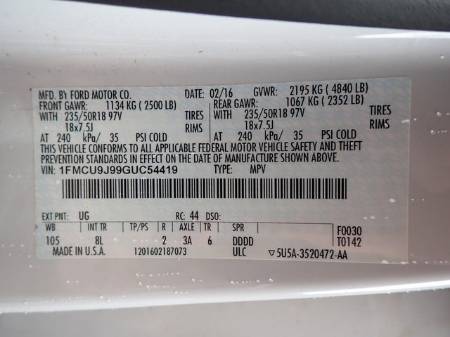 MFD. BY FORD MOTOR CO. 02/16 GVWR: 2195 KG ( 4840 LB)
FRONT GAWR: 1134 KG ( 2500 LB) REAR GAWR: 1067 KG ( 2352 LB)
WITH 235/50R18 97V TIRES WITH 235/50R18 97V TIRES
18x7.5J RIMS 18x7.5J RIMS
AT 240 kPa/ 35 PSI COLD AT 240 kPa/ 35 PSI COLD
THIS VEHICLE CONFORMS TO ALL APPLICABLE FEDERAL MOTOR VEHICLE SAFETY AND BUMPER STANDARDS IN EFFECT ON THE DATE OF MANUFACTURE SHOWN ABOVE.
VIN: 1FMCU9J99GUC54419 TYPE: MPV
EXT PNT: UG RC: 44 DSO:
WB INT TR TP/PS R AXLE TR SPR F0030
105 8L 2 3A 6 DDDD T0142
MADE IN U.S.A. 1201602187073 ULC ▽5U5A-3520472-AA